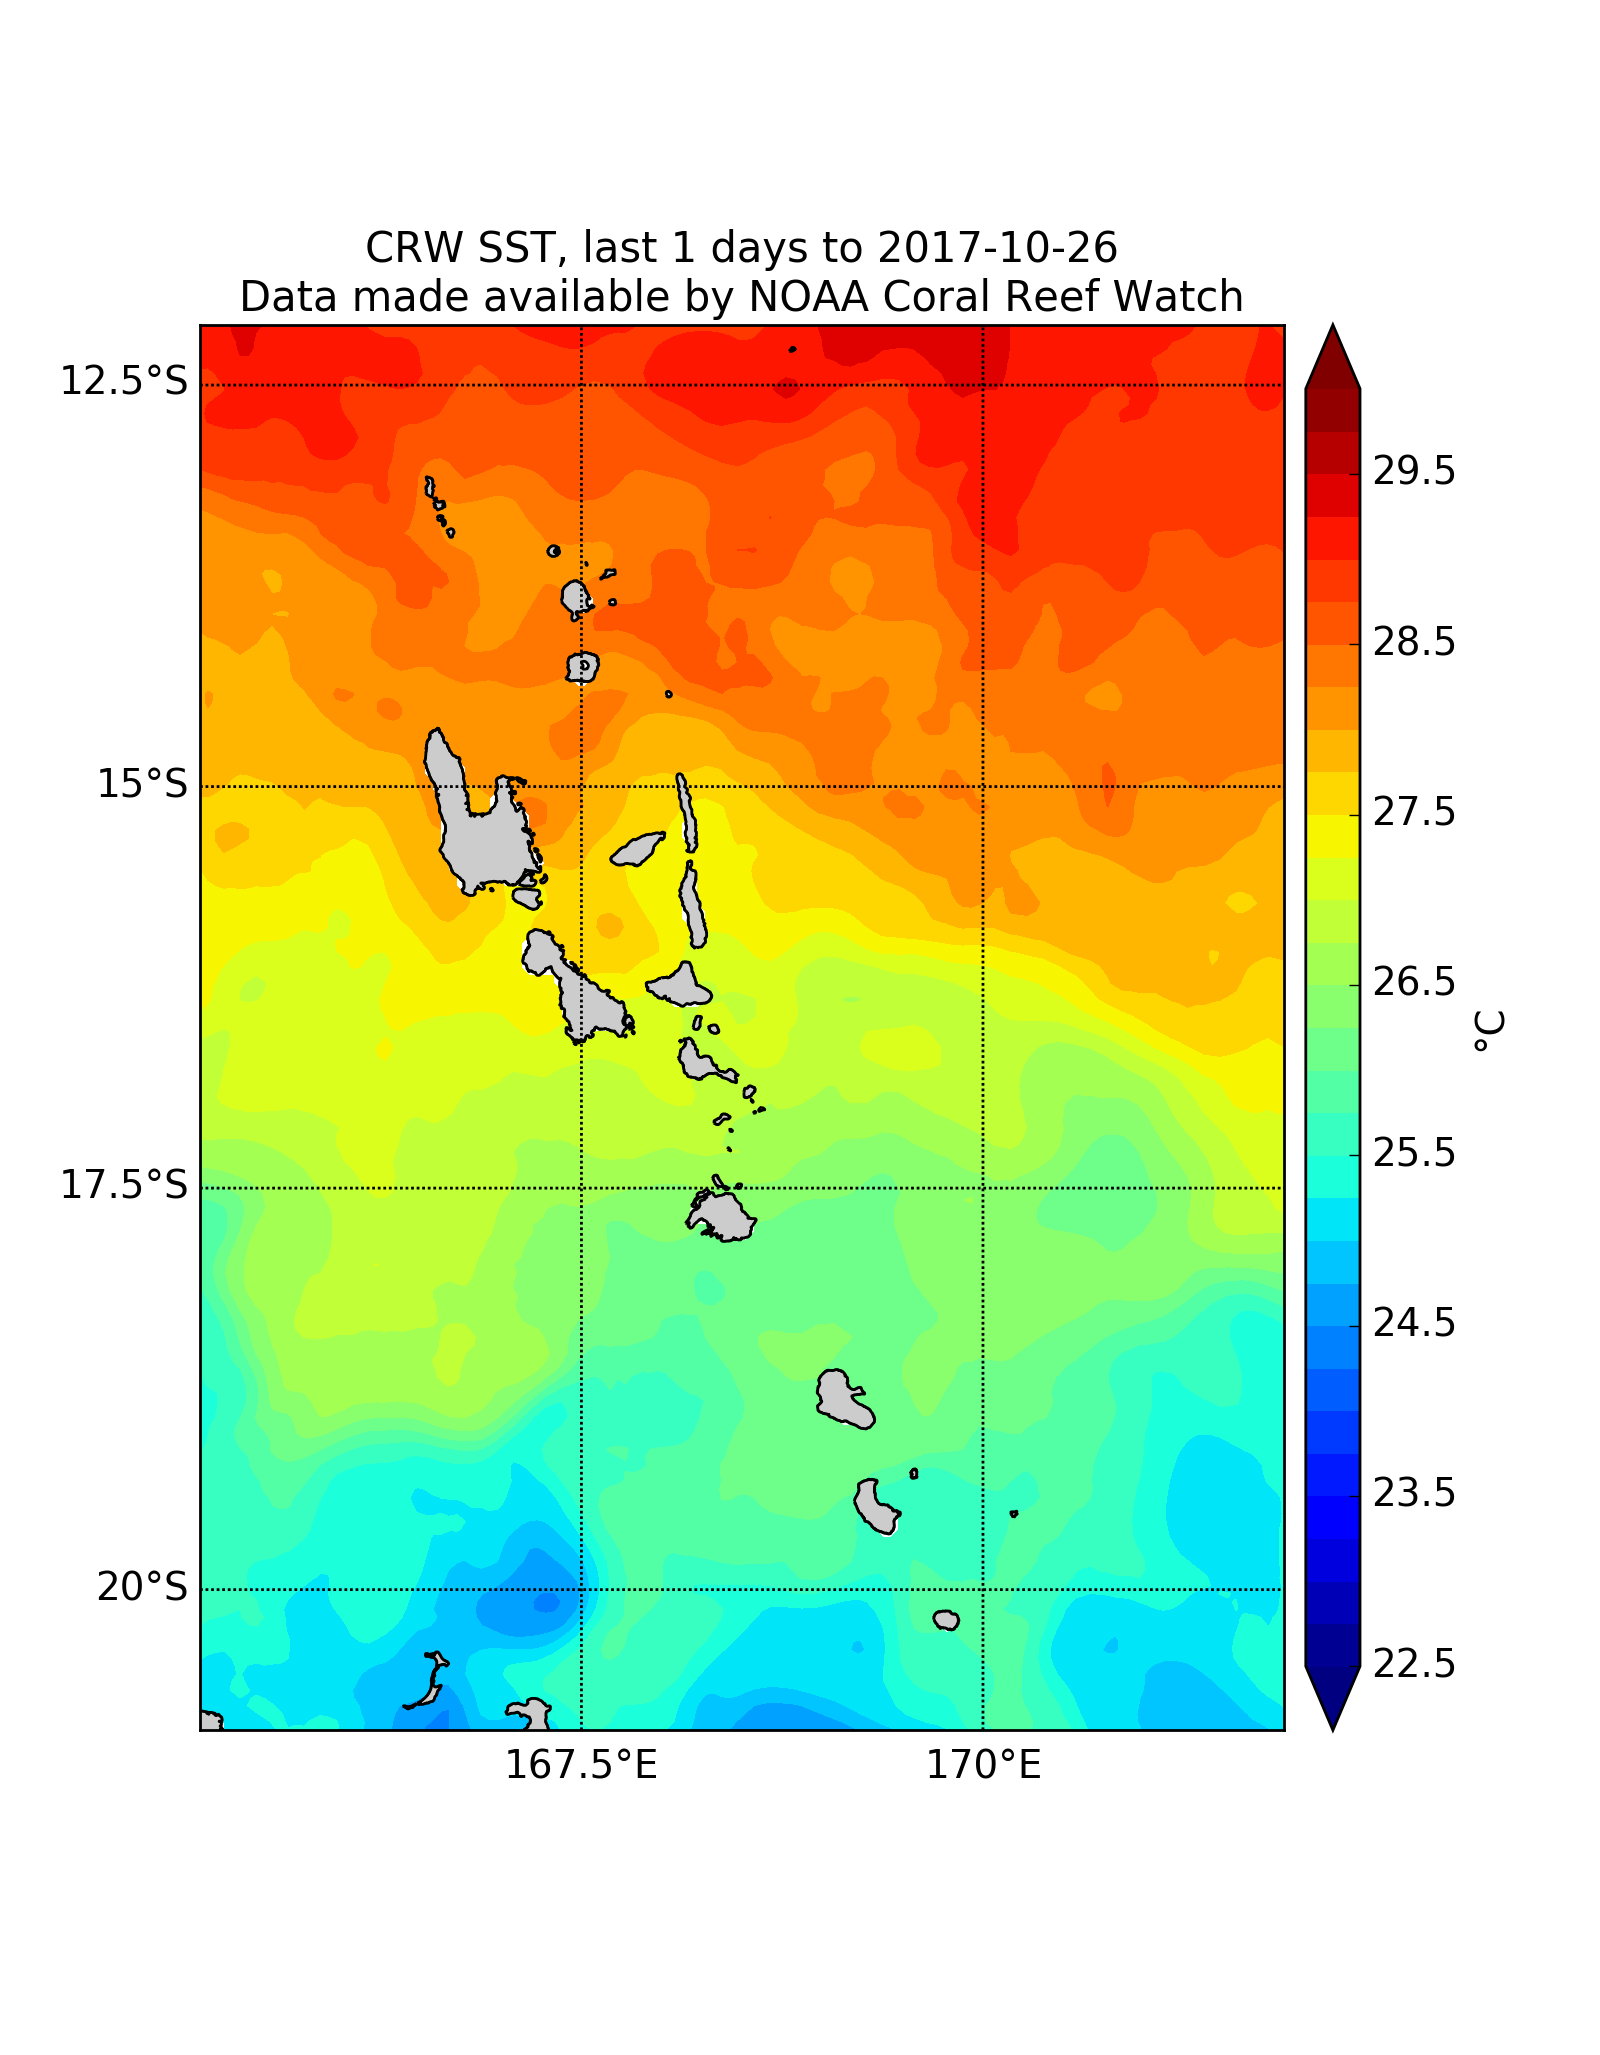 CRW SST, last 1 days to 2017-10-26
Data made available by NOAA Coral Reef Watch
12.5°S
15°S
17.5°S
20°S
167.5°E
170°E
29.5
28.5
27.5
26.5
25.5
24.5
23.5
22.5
°C